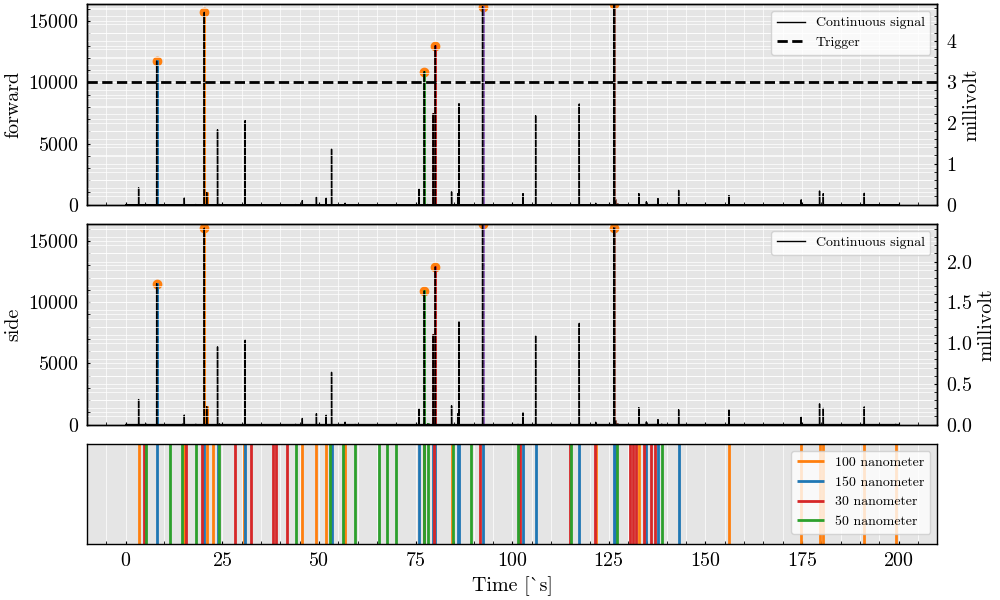 15000
10000
5000
0
forward
4
3
2
1
0
millivolt
Continuous signal
Trigger
15000
10000
5000
0
side
2.0
1.5
1.0
0.5
0.0
millivolt
Continuous signal
100 nanometer
150 nanometer
30 nanometer
50 nanometer
0 25 50 75 100 125 150 175 200
Time [`s]